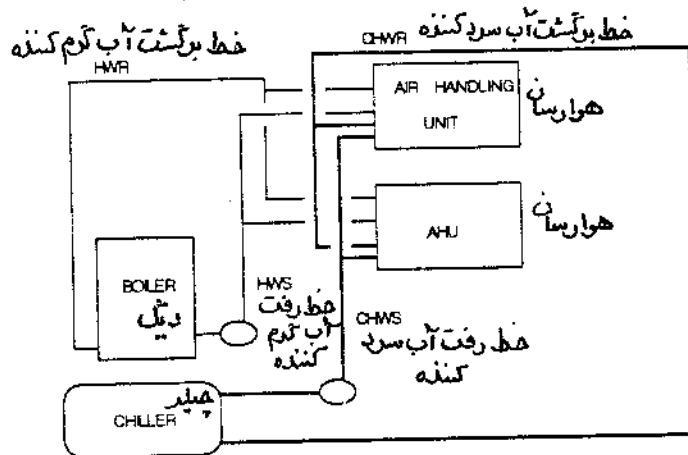 خط برگشت آب گرم کننده
HWR
خط برگشت آب سرد کننده
CHWR
AIR HANDLING
UNIT
هوارسان
AHU
هوارسان
BOILER
دیگ
HWS
خط رفت
آب گرم
کننده
CHWS
خط رفت آب سرد
کننده
چیلر
CHILLER